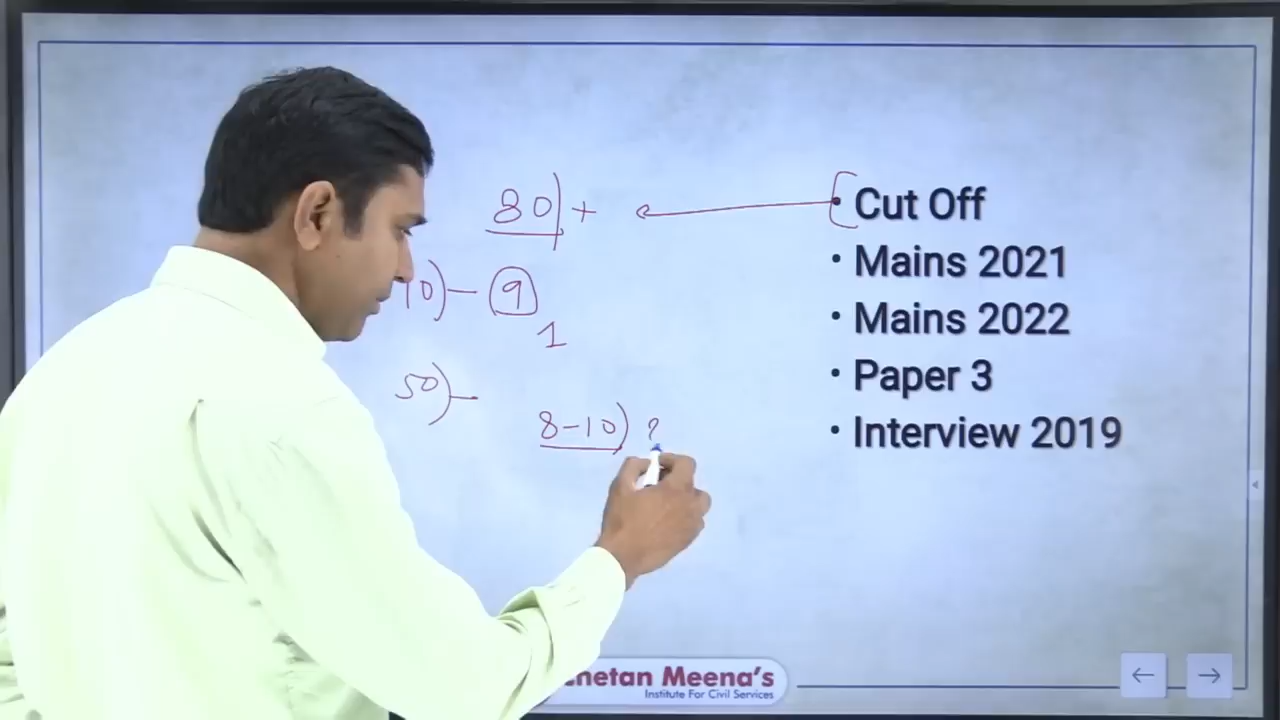 80)+
10)-9
1
50)-
8-10) ?
• Cut Off
• Mains 2021
• Mains 2022
• Paper 3
• Interview 2019
hetan Meena's
Institute For Civil Services